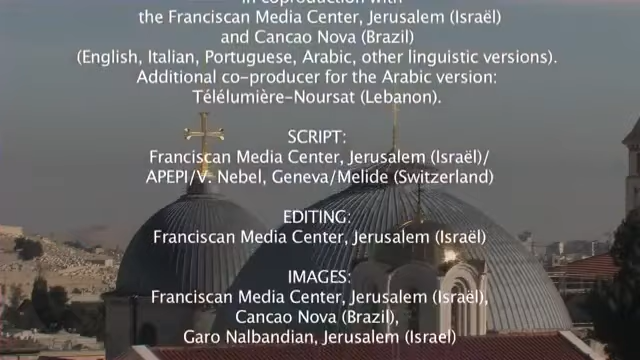 in coproduction with
the Franciscan Media Center, Jerusalem (Israël)
and Cancao Nova (Brazil)
(English, Italian, Portuguese, Arabic, other linguistic versions).
Additional co-producer for the Arabic version:
Télélumière-Noursat (Lebanon).
SCRIPT:
Franciscan Media Center, Jerusalem (Israël)/
APEPI/V. Nebel, Geneva/Melide (Switzerland)
EDITING:
Franciscan Media Center, Jerusalem (Israël)
IMAGES:
Franciscan Media Center, Jerusalem (Israël),
Cancao Nova (Brazil),
Garo Nalbandian, Jerusalem (Israel)